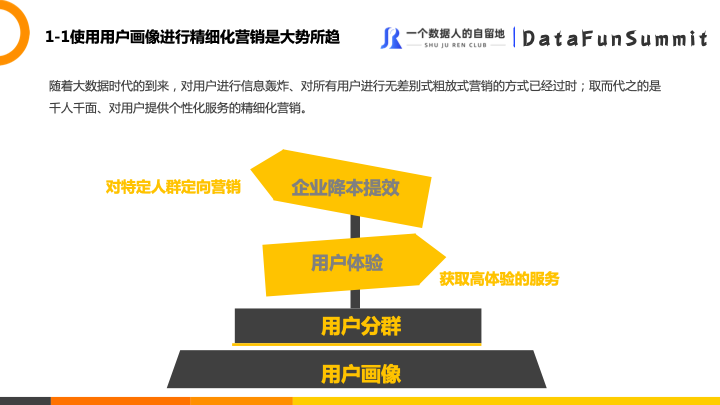 1-1使用用户画像进行精细化营销是大势所趋
一个数据人的自留地
SHU JU REN CLUB
DataFunSummit
随着大数据时代的到来，对用户进行信息轰炸、对所有用户进行无差别式粗放式营销的方式已经过时；取而代之的是
千人千面、对用户提供个性化服务的精细化营销。
对特定人群定向营销
企业降本提效
用户体验
获取高体验的服务
用户分群
用户画像